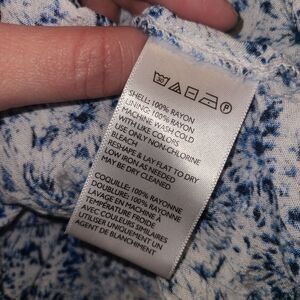 P
SHELL: 100% RAYON
LINING: 100% RAYON
MACHINE WASH COLD
WITH LIKE COLORS
USE ONLY NON-CHLORINE
BLEACH
RESHAPE & LAY FLAT TO DRY
LOW IRON AS NEEDED
MAY BE DRY CLEANED
COQUILLE: 100% RAYONNE
DOUBLURE: 100% RAYONNE
LAVAGE EN MACHINE À
TEMPÉRATURE FROIDE
AVEC COULEURS SIMILAIRES
UTILISER UNIQUEMENT UN
AGENT DE BLANCHIMENT